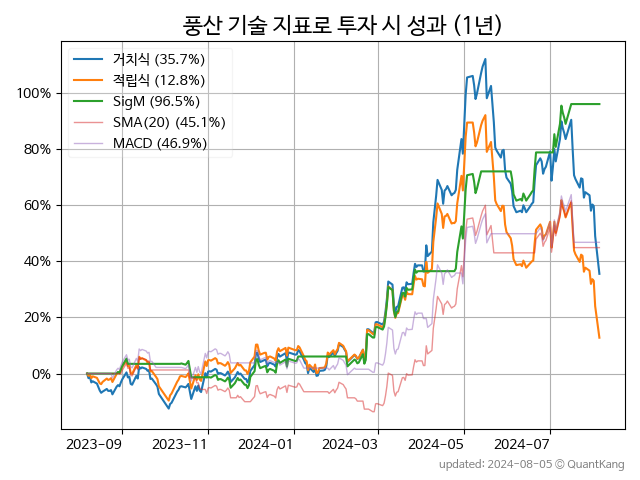 풍산 기술 지표로 투자 시 성과 (1년)
거치식 (35.7%)
적립식 (12.8%)
SigM (96.5%)
SMA(20) (45.1%)
MACD (46.9%)
100%
80%
60%
40%
20%
0%
2023-09 2023-11 2024-01 2024-03 2024-05 2024-07
updated: 2024-08-05 © QuantKang